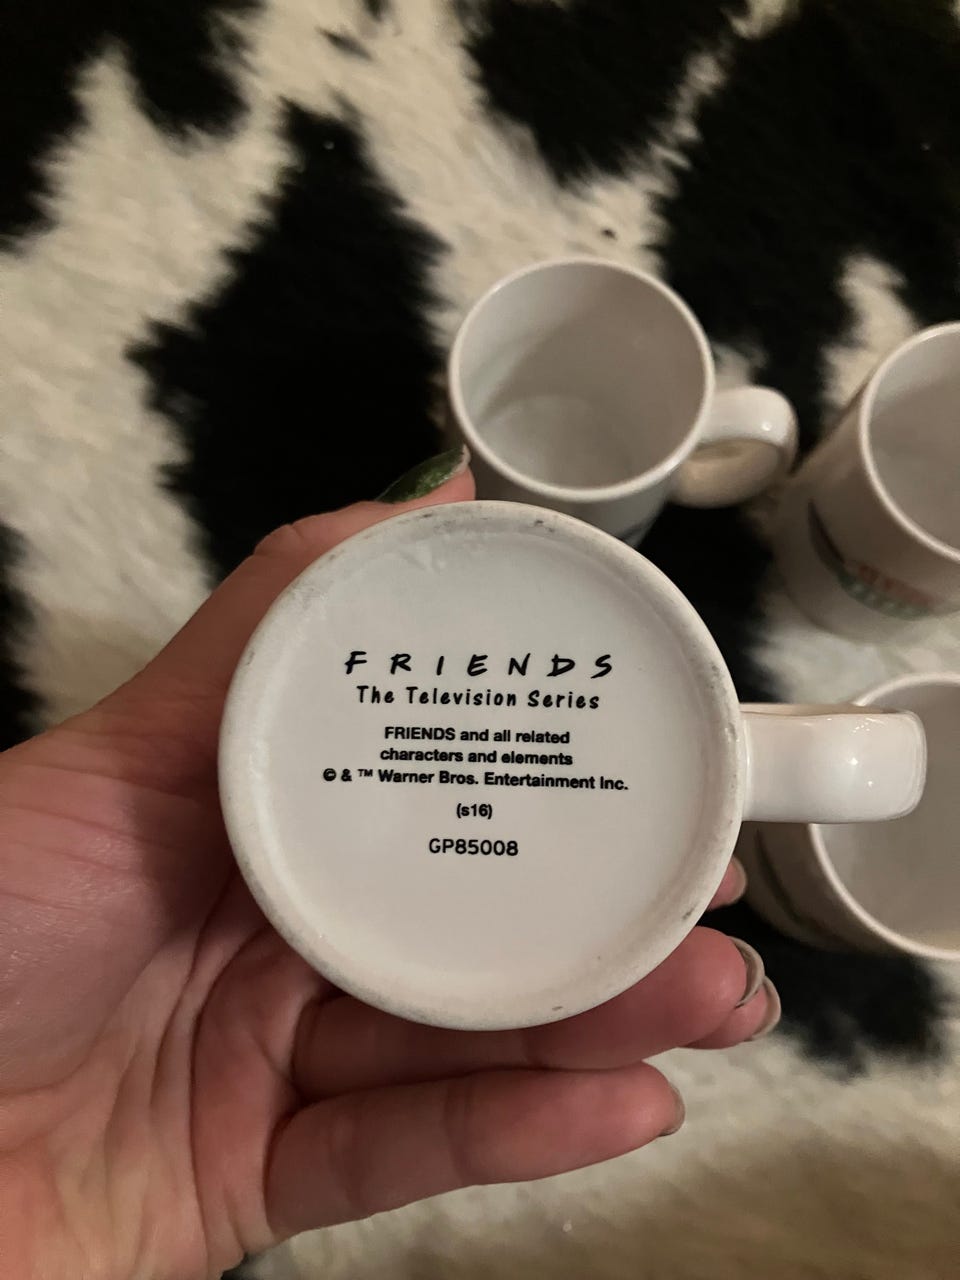 FRIENDS
The Television Series
FRIENDS and all related
characters and elements
© & ™ Warner Bros. Entertainment Inc.
(s16)
GP85008